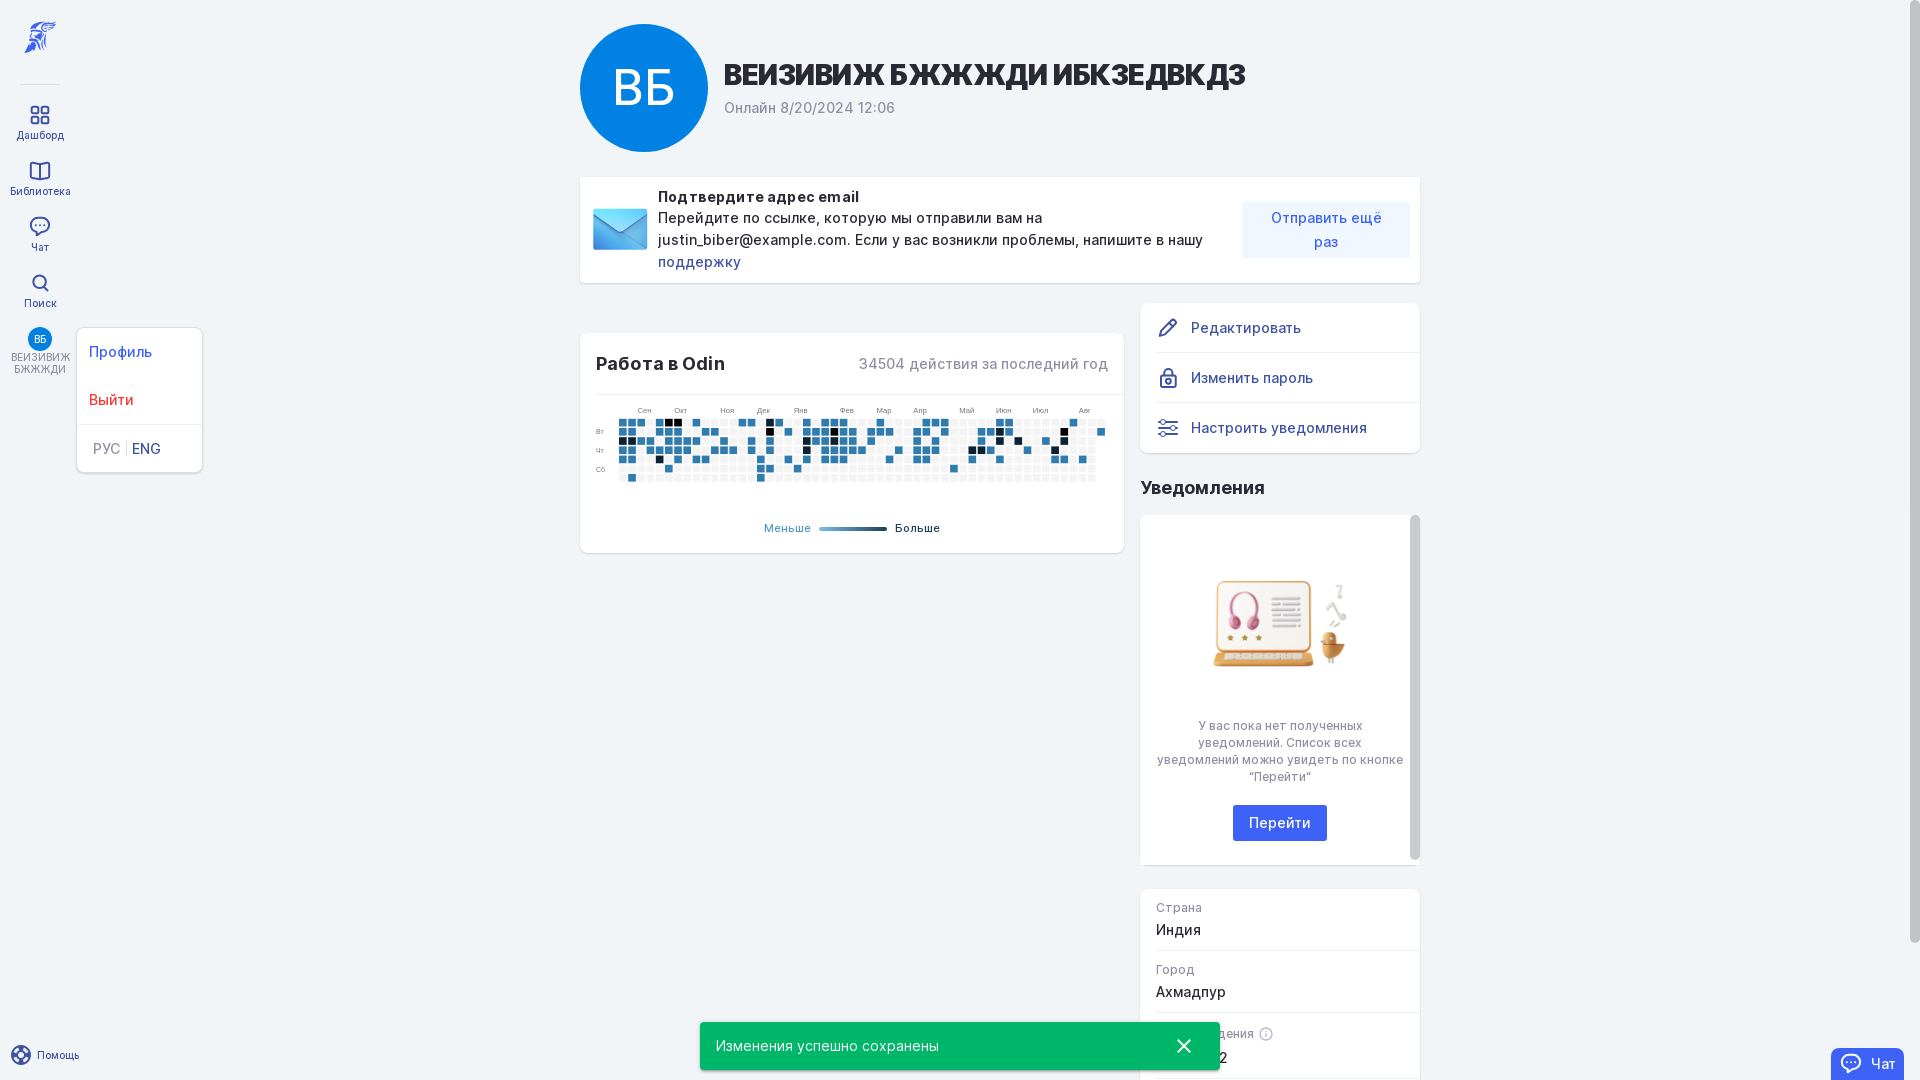 ВБ
ВЕИЗИВИЖ БЖЖЖДИ ИБКЗЕДВКДЗ
Онлайн 8/20/2024 12:06
Дашборд
Библиотека
Чат
Поиск
ВБ
ВЕИЗИВИЖ
БЖЖЖДИ
Профиль
Выйти
РУС
ENG
Подтвердите адрес email
Перейдите по ссылке, которую мы отправили вам на
justin_biber@example.com. Если у вас возникли проблемы, напишите в нашу
поддержку
Отправить ещё
раз
Работа в Odin
34504 действия за последний год
Сен Окт Ноя Дек Янв Фев Мар Апр Май Июн Июл Авг
Вт
Чт
Сб
Меньше
Больше
Редактировать
Изменить пароль
Настроить уведомления
Уведомления
У вас пока нет полученных
уведомлений. Список всех
уведомлений можно увидеть по кнопке
“Перейти“
Перейти
Страна
Индия
Город
Ахмадпур
Изменения успешно сохранены
Помощь
Чат